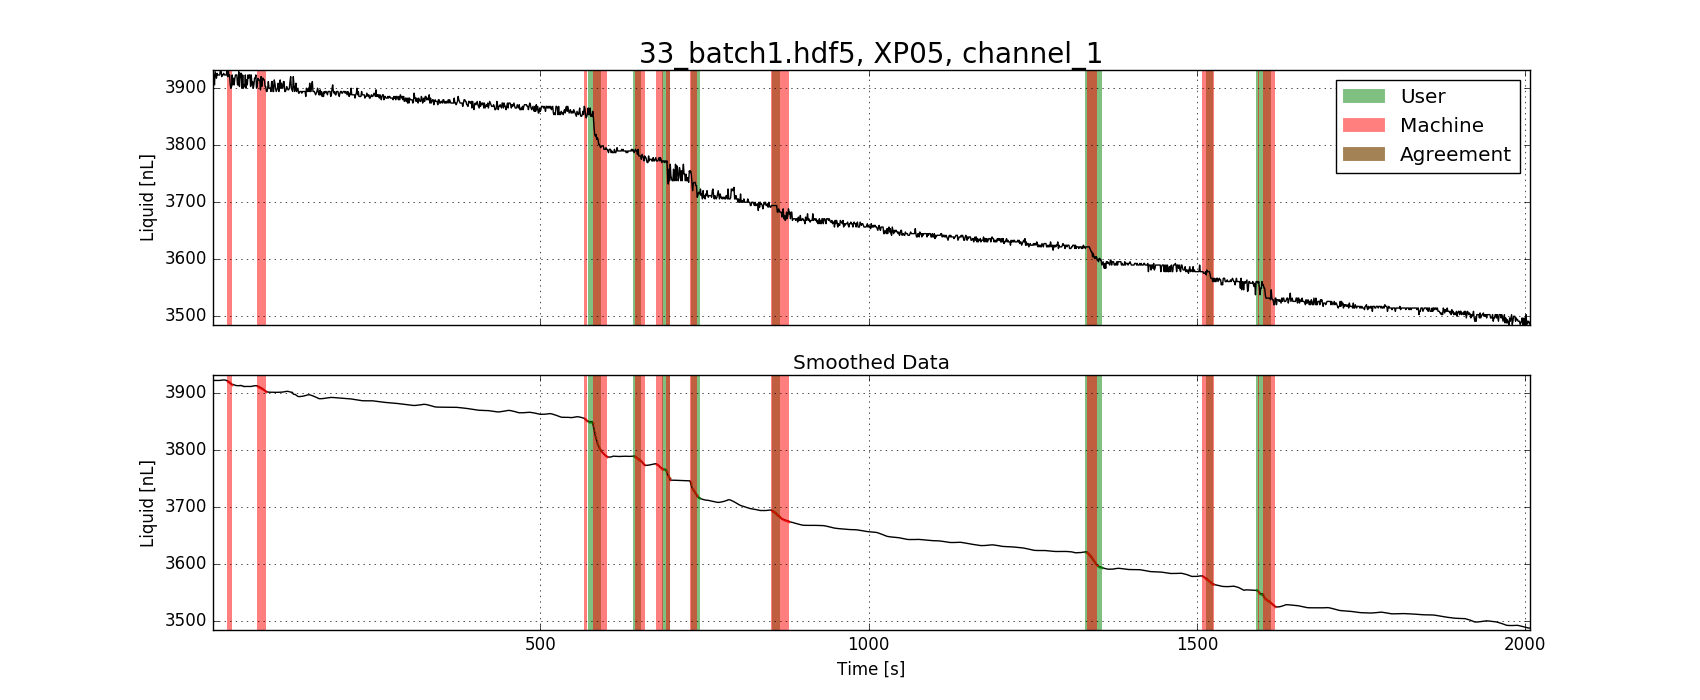 33_batch1.hdf5, XP05, channel_1
3900
3800
3700
3600
3500
Liquid [nL]
User
Machine
Agreement
Smoothed Data
3900
3800
3700
3600
3500
Liquid [nL]
500
1000
1500
2000
Time [s]